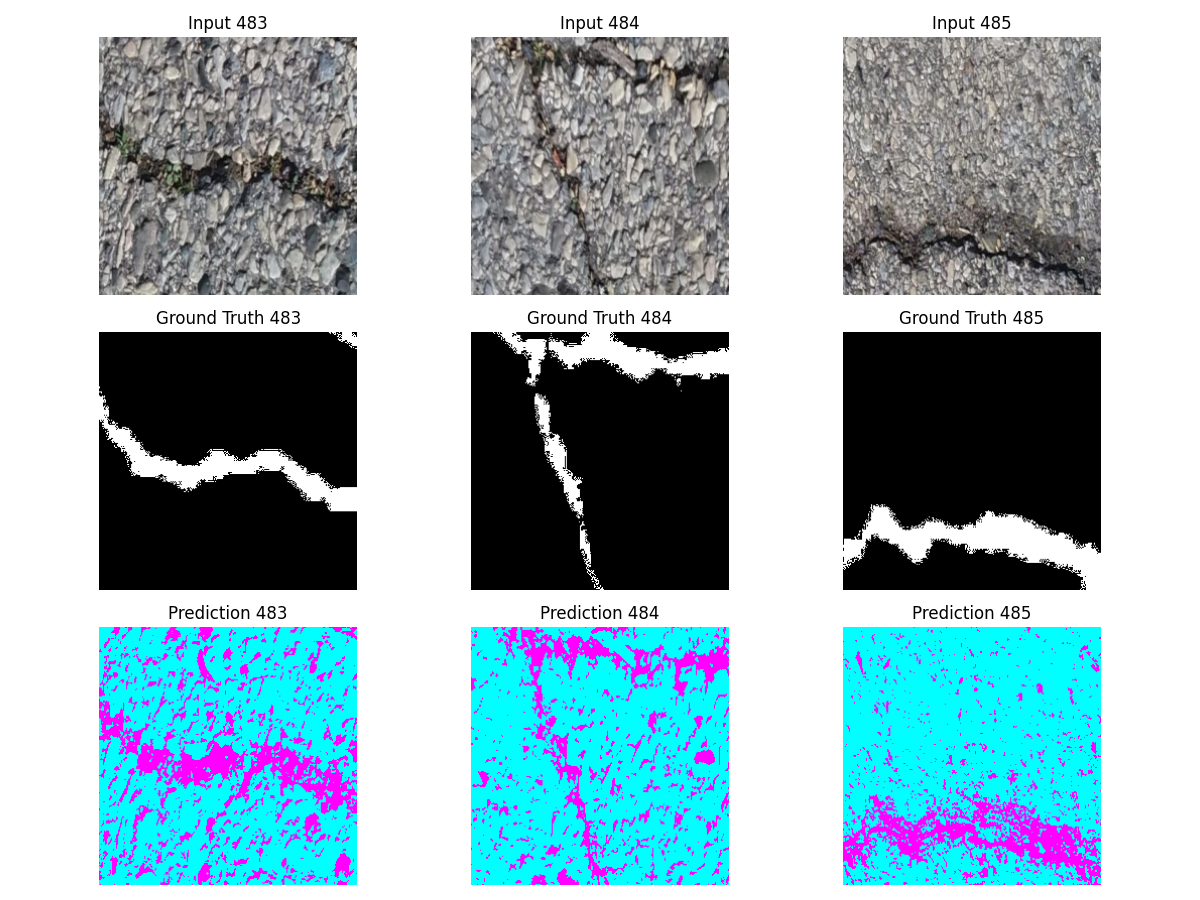 Input 483
Input 484
Input 485
Ground Truth 483
Ground Truth 484
Ground Truth 485
Prediction 483
Prediction 484
Prediction 485